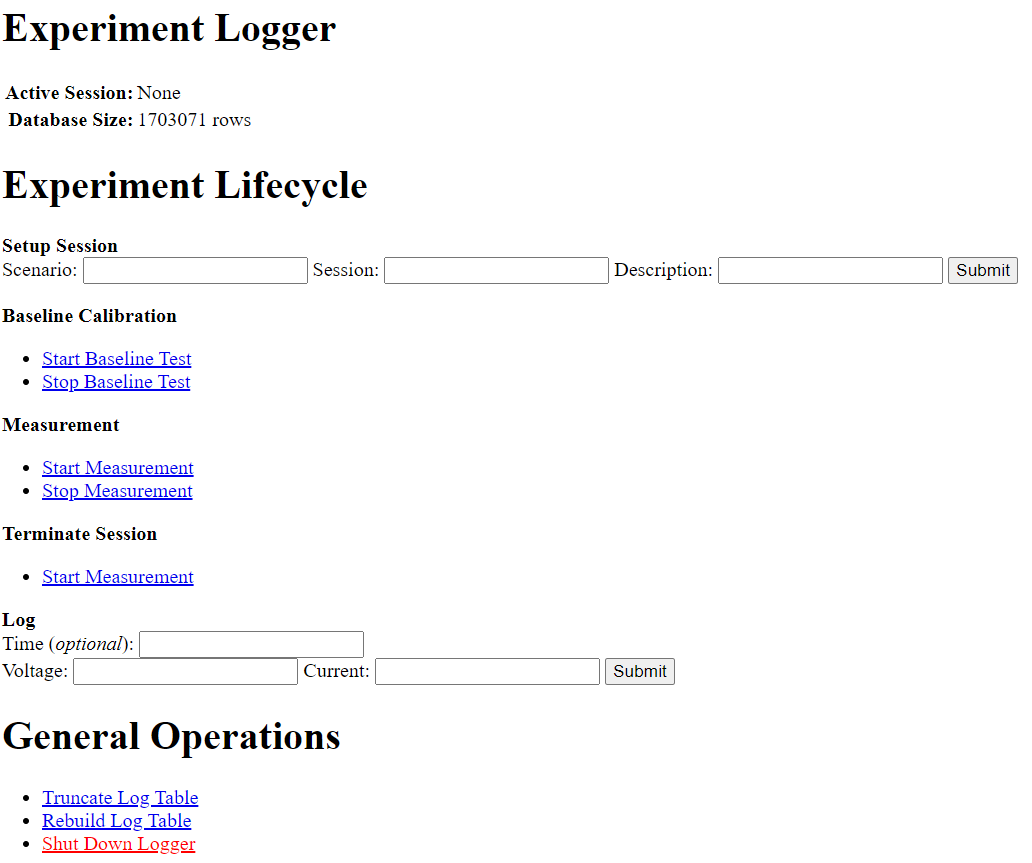 Experiment Logger
Active Session: None
Database Size: 1703071 rows
Experiment Lifecycle
Setup Session
Scenario: Session: Description: Submit
Baseline Calibration
Start Baseline Test
Stop Baseline Test
Measurement
Start Measurement
Stop Measurement
Terminate Session
Start Measurement
Log
Time (optional):
Voltage: Current: Submit
General Operations
Truncate Log Table
Rebuild Log Table
Shut Down Logger